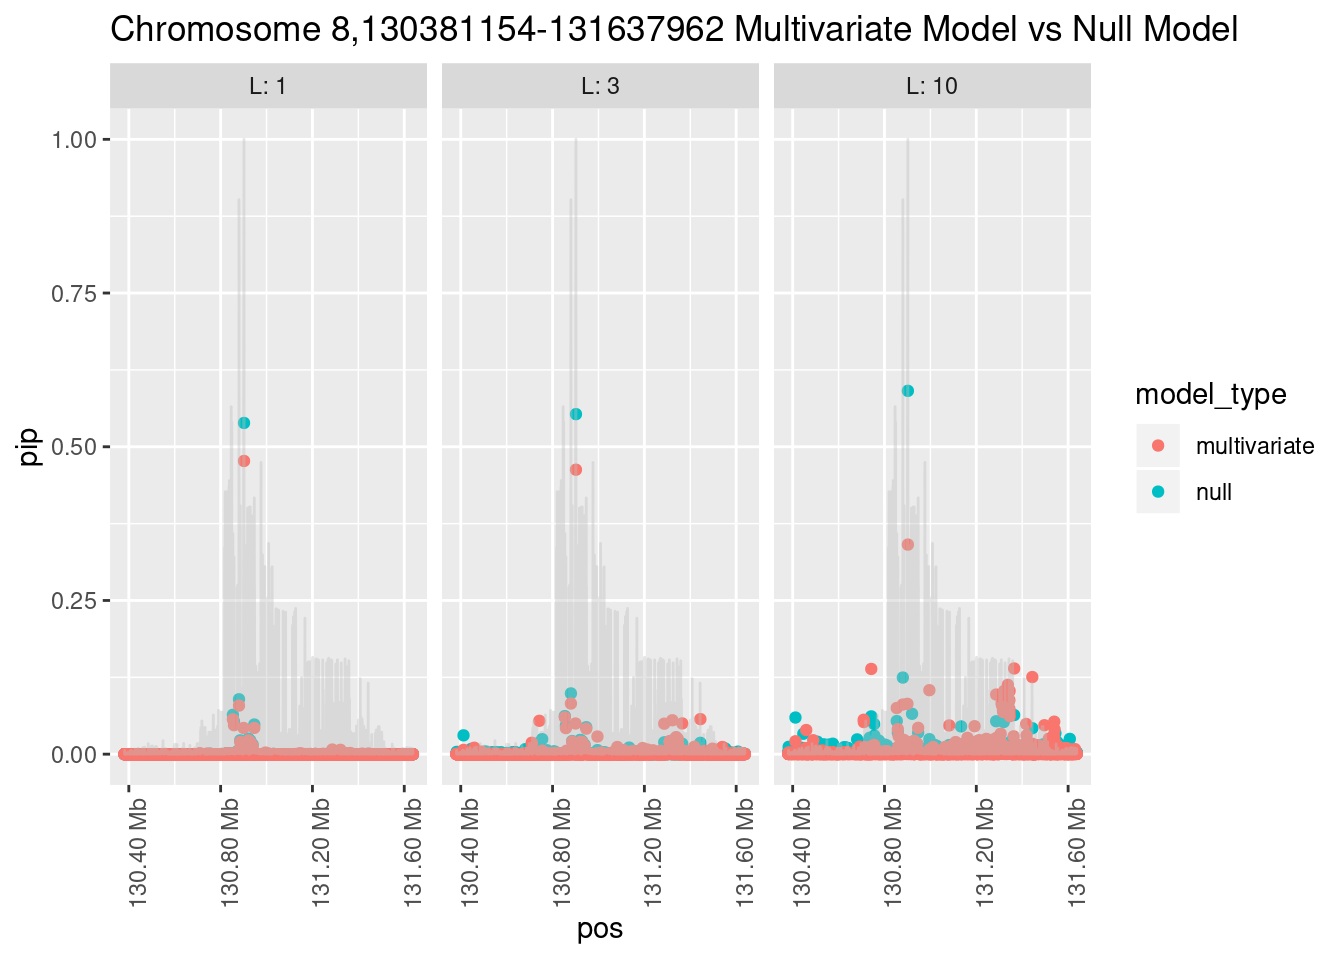 Chromosome 8,130381154-131637962 Multivariate Model vs Null Model
L: 1
L: 3
L: 10
1.00
0.75
0.50
0.25
0.00
pip
130.40 Mb
130.80 Mb
131.20 Mb
131.60 Mb
130.40 Mb
130.80 Mb
131.20 Mb
131.60 Mb
130.40 Mb
130.80 Mb
131.20 Mb
131.60 Mb
pos
model_type
multivariate
null